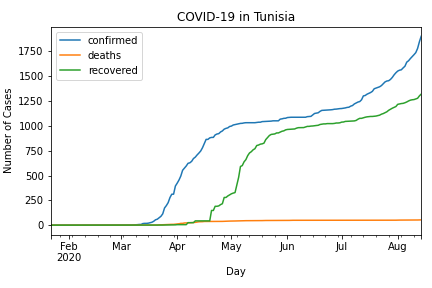 COVID-19 in Tunisia
confirmed
deaths
recovered
Number of Cases
1750
1500
1250
1000
750
500
250
0
Feb
2020
Mar
Apr
May
Jun
Jul
Aug
Day